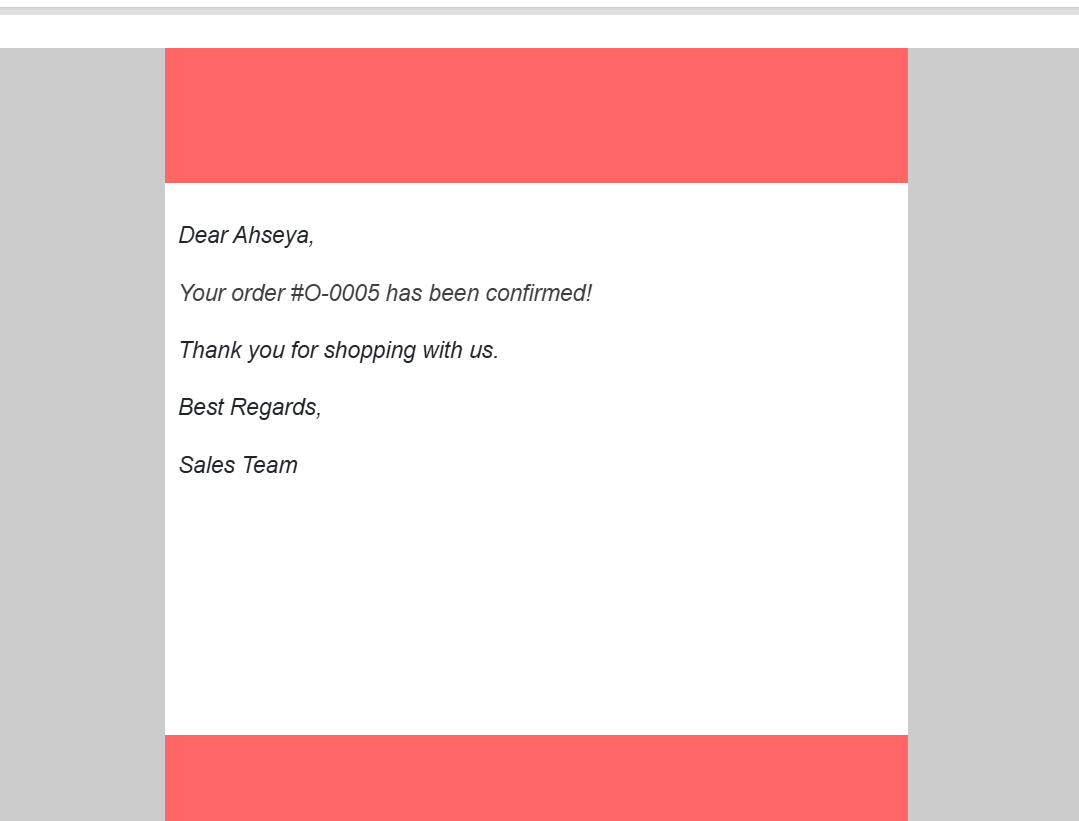 Dear Ahseya,
Your order #O-0005 has been confirmed!
Thank you for shopping with us.
Best Regards,
Sales Team